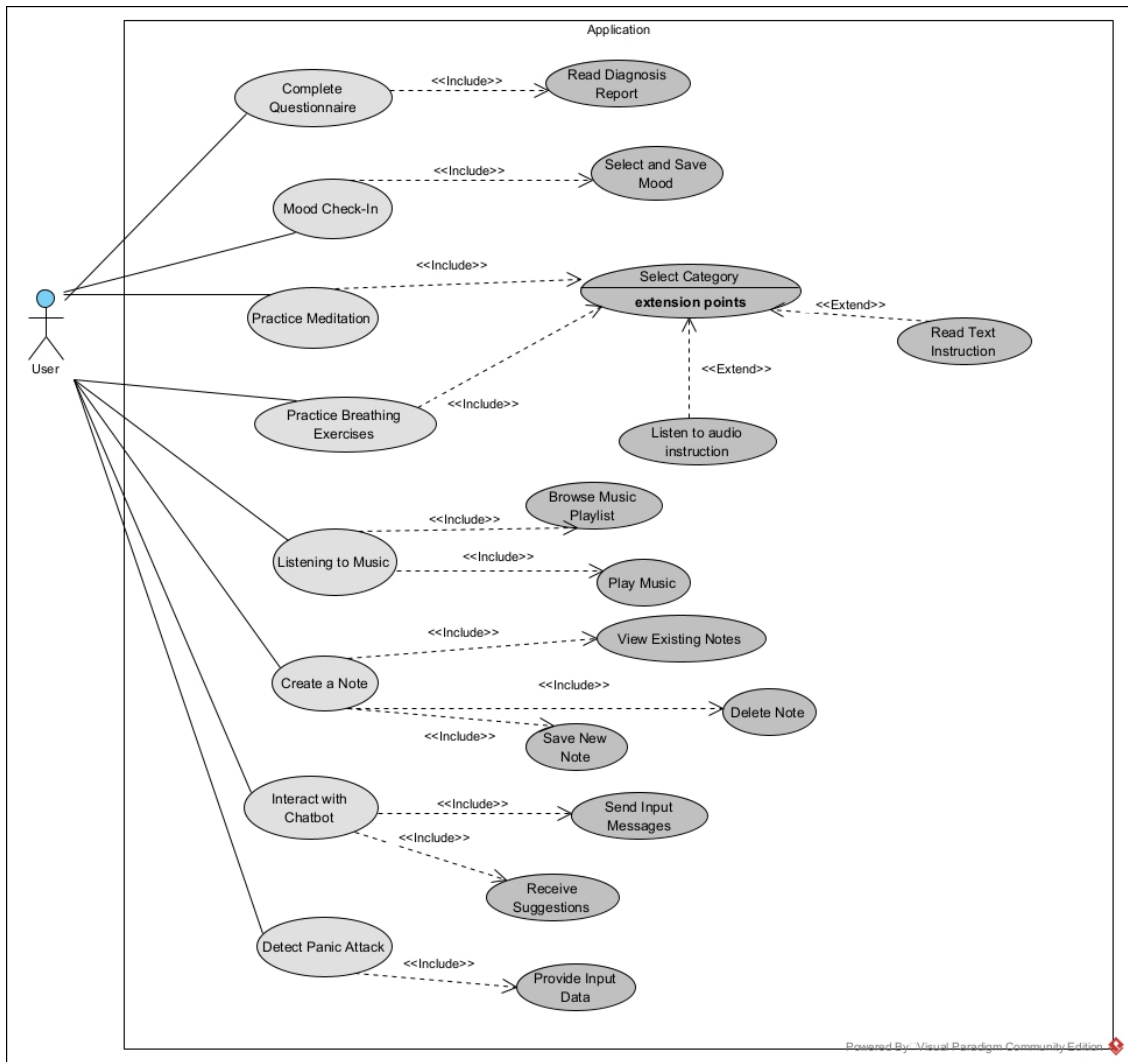 Application
Complete
Questionnaire
<<Include>>
Read Diagnosis
Report
Mood Check-In
<<Include>>
Select and Save
Mood
Practice Meditation
<<Include>>
Select Category
extension points
<<Extend>>
Read Text
Instruction
User
Practice Breathing
Exercises
<<Include>>
<<Extend>>
Listen to audio
instruction
Listening to Music
<<Include>>
Browse Music
Playlist
<<Include>>
Play Music
Create a Note
<<Include>>
View Existing Notes
<<Include>>
Delete Note
<<Include>>
Save New
Note
Interact with
Chatbot
<<Include>>
Send Input
Messages
<<Include>>
Receive
Suggestions
Detect Panic Attack
<<Include>>
Provide Input
Data
Powered By Visual Paradigm Community Edition